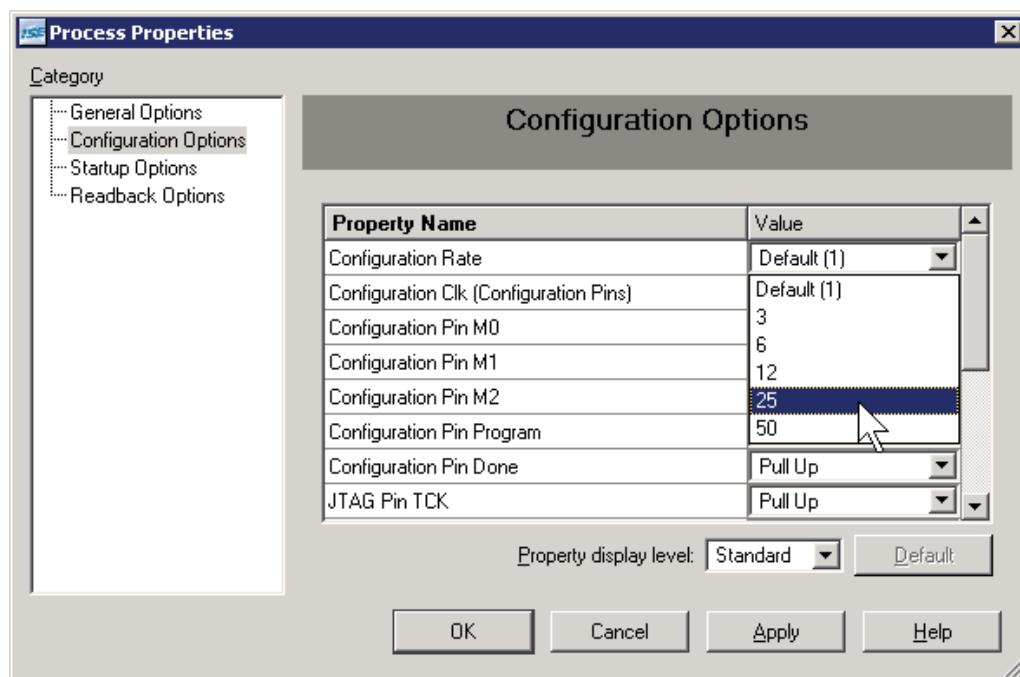 ISE Process Properties
Category
General Options
Configuration Options
Startup Options
Readback Options
Configuration Options
Property Name Value
Configuration Rate Default (1)
Configuration Clk (Configuration Pins) Default (1)
Configuration Pin M0 3
6
Configuration Pin M1 12
Configuration Pin M2 25
Configuration Pin Program 50
Configuration Pin Done Pull Up
JTAG Pin TCK Pull Up
Property display level: Standard Default
OK Cancel Apply Help